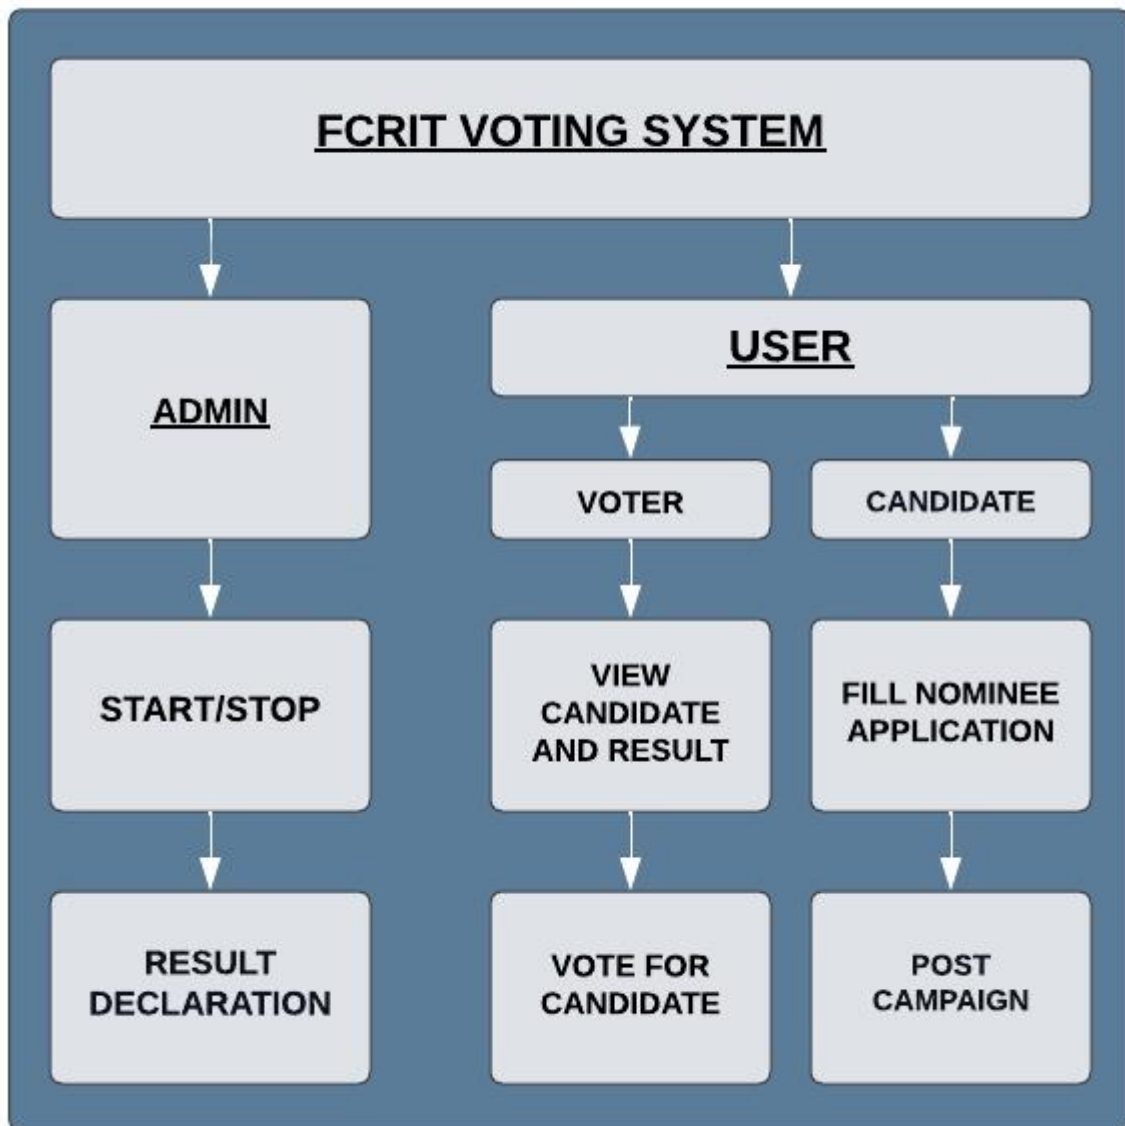 FCRIT VOTING SYSTEM
ADMIN
USER
VOTER
CANDIDATE
START/STOP
VIEW
CANDIDATE
AND RESULT
FILL NOMINEE
APPLICATION
RESULT
DECLARATION
VOTE FOR
CANDIDATE
POST
CAMPAIGN